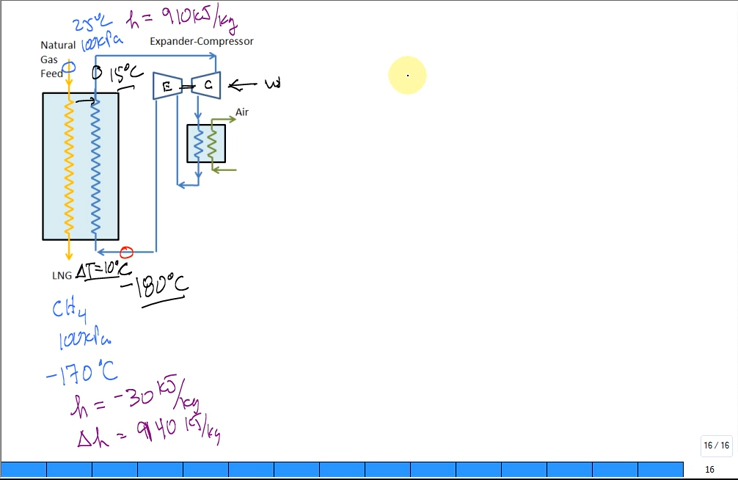 25°C h = 910 kJ/kg
100kPa
Natural
Gas
Feed
Expander-Compressor
15°C
E
C
W
Air
LNG
ΔT=10°C
-180°C
CH4
100kPa
-170°C
h = -30 kJ/kg
Δh = 940 kJ/kg
16 / 16
16